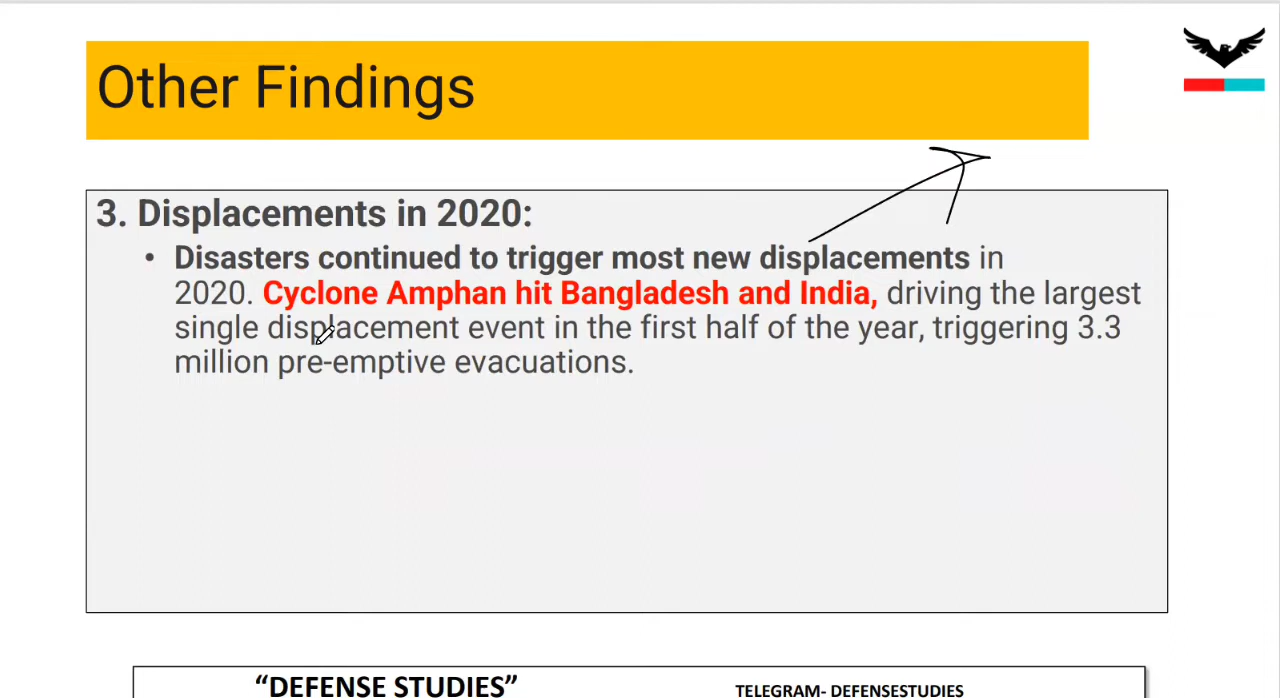 Other Findings
3. Displacements in 2020:
• Disasters continued to trigger most new displacements in
2020. Cyclone Amphan hit Bangladesh and India, driving the largest
single displacement event in the first half of the year, triggering 3.3
million pre-emptive evacuations.
“DEFENSE STUDIES”
TELEGRAM- DEFENSESTUDIES